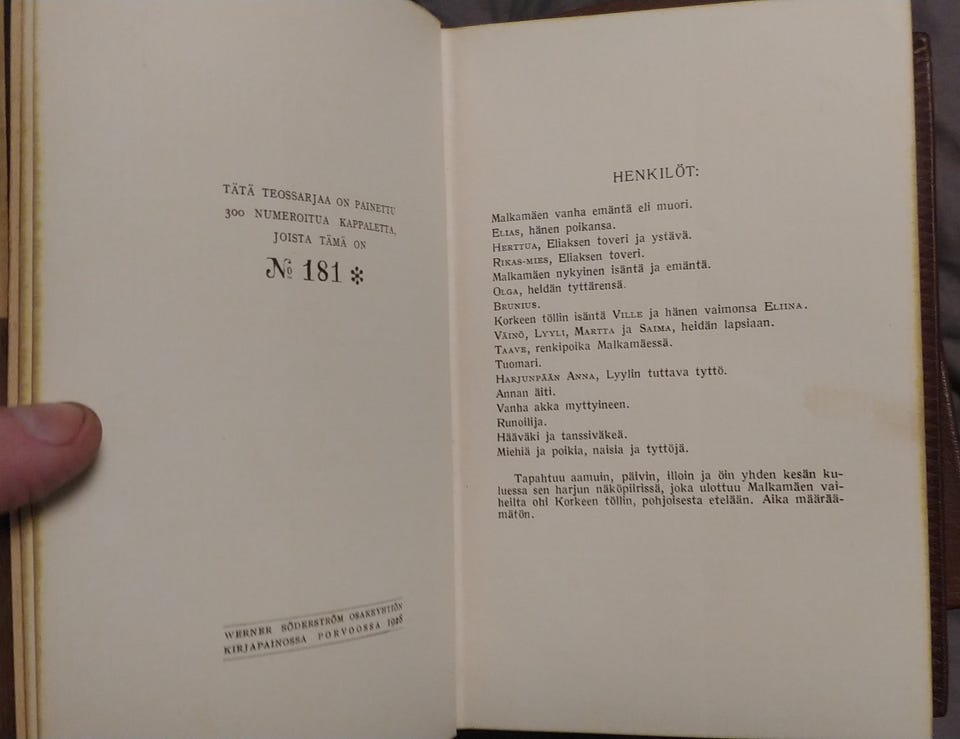 TÄTÄ TEOSSARJAA ON PAINETTU
300 NUMEROITUA KAPPALETTA,
JOISTA TÄMÄ ON
№ 181 *
WERNER SÖDERSTRÖM OSAKEYHTIÖN
KIRJAPAINOSSA PORVOOSSA 1928
HENKILÖT:
Malkamäen vanha emäntä eli muori.
ELIAS, hänen poikansa.
HERTTUA, Eliaksen toveri ja ystävä.
RIKAS-MIES, Eliaksen toveri.
Malkamäen nykyinen isäntä ja emäntä.
OLGA, heidän tyttärensä.
BRUNIUS.
Korkeen töllin isäntä VILLE ja hänen vaimonsa ELIINA.
VÄINÖ, LYYLI, MARTTA ja SAIMA, heidän lapsiaan.
TAAVE, renkipoika Malkamäessä.
Tuomari.
HARJUNPÄÄN ANNA, Lyylin tuttava tyttö.
Annan äiti.
Vanha akka myttyineen.
Runoilija.
Hääväki ja tanssiväkeä.
Miehiä ja poikia, naisia ja tyttöjä.
Tapahtuu aamuin, päivin, illoin ja öin yhden kesän ku-
luessa sen harjun näköpiirissä, joka ulottuu Malkamäen vai-
heilta ohi Korkeen töllin, pohjoisesta etelään. Aika määrää-
mätön.